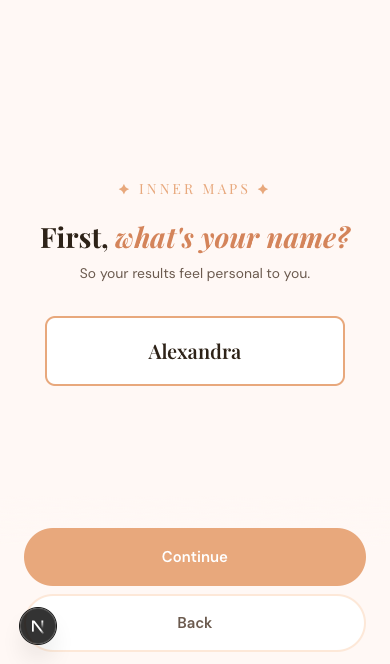 ✦ INNER MAPS ✦
First, what's your name?
So your results feel personal to you.
Alexandra
Continue
Back
N